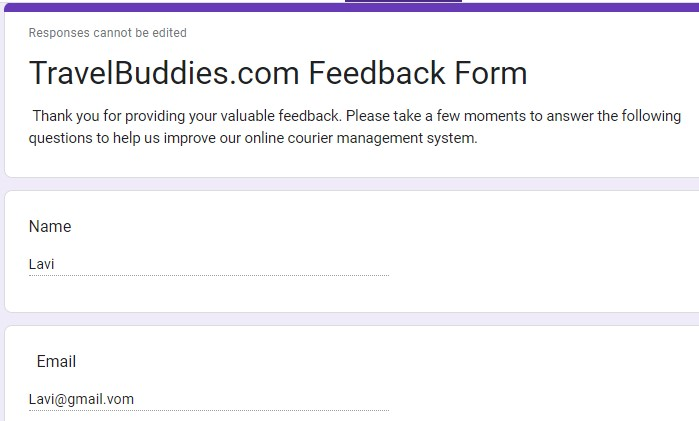 Responses cannot be edited
TravelBuddies.com Feedback Form
Thank you for providing your valuable feedback. Please take a few moments to answer the following
questions to help us improve our online courier management system.
Name
Lavi
Email
Lavi@gmail.vom